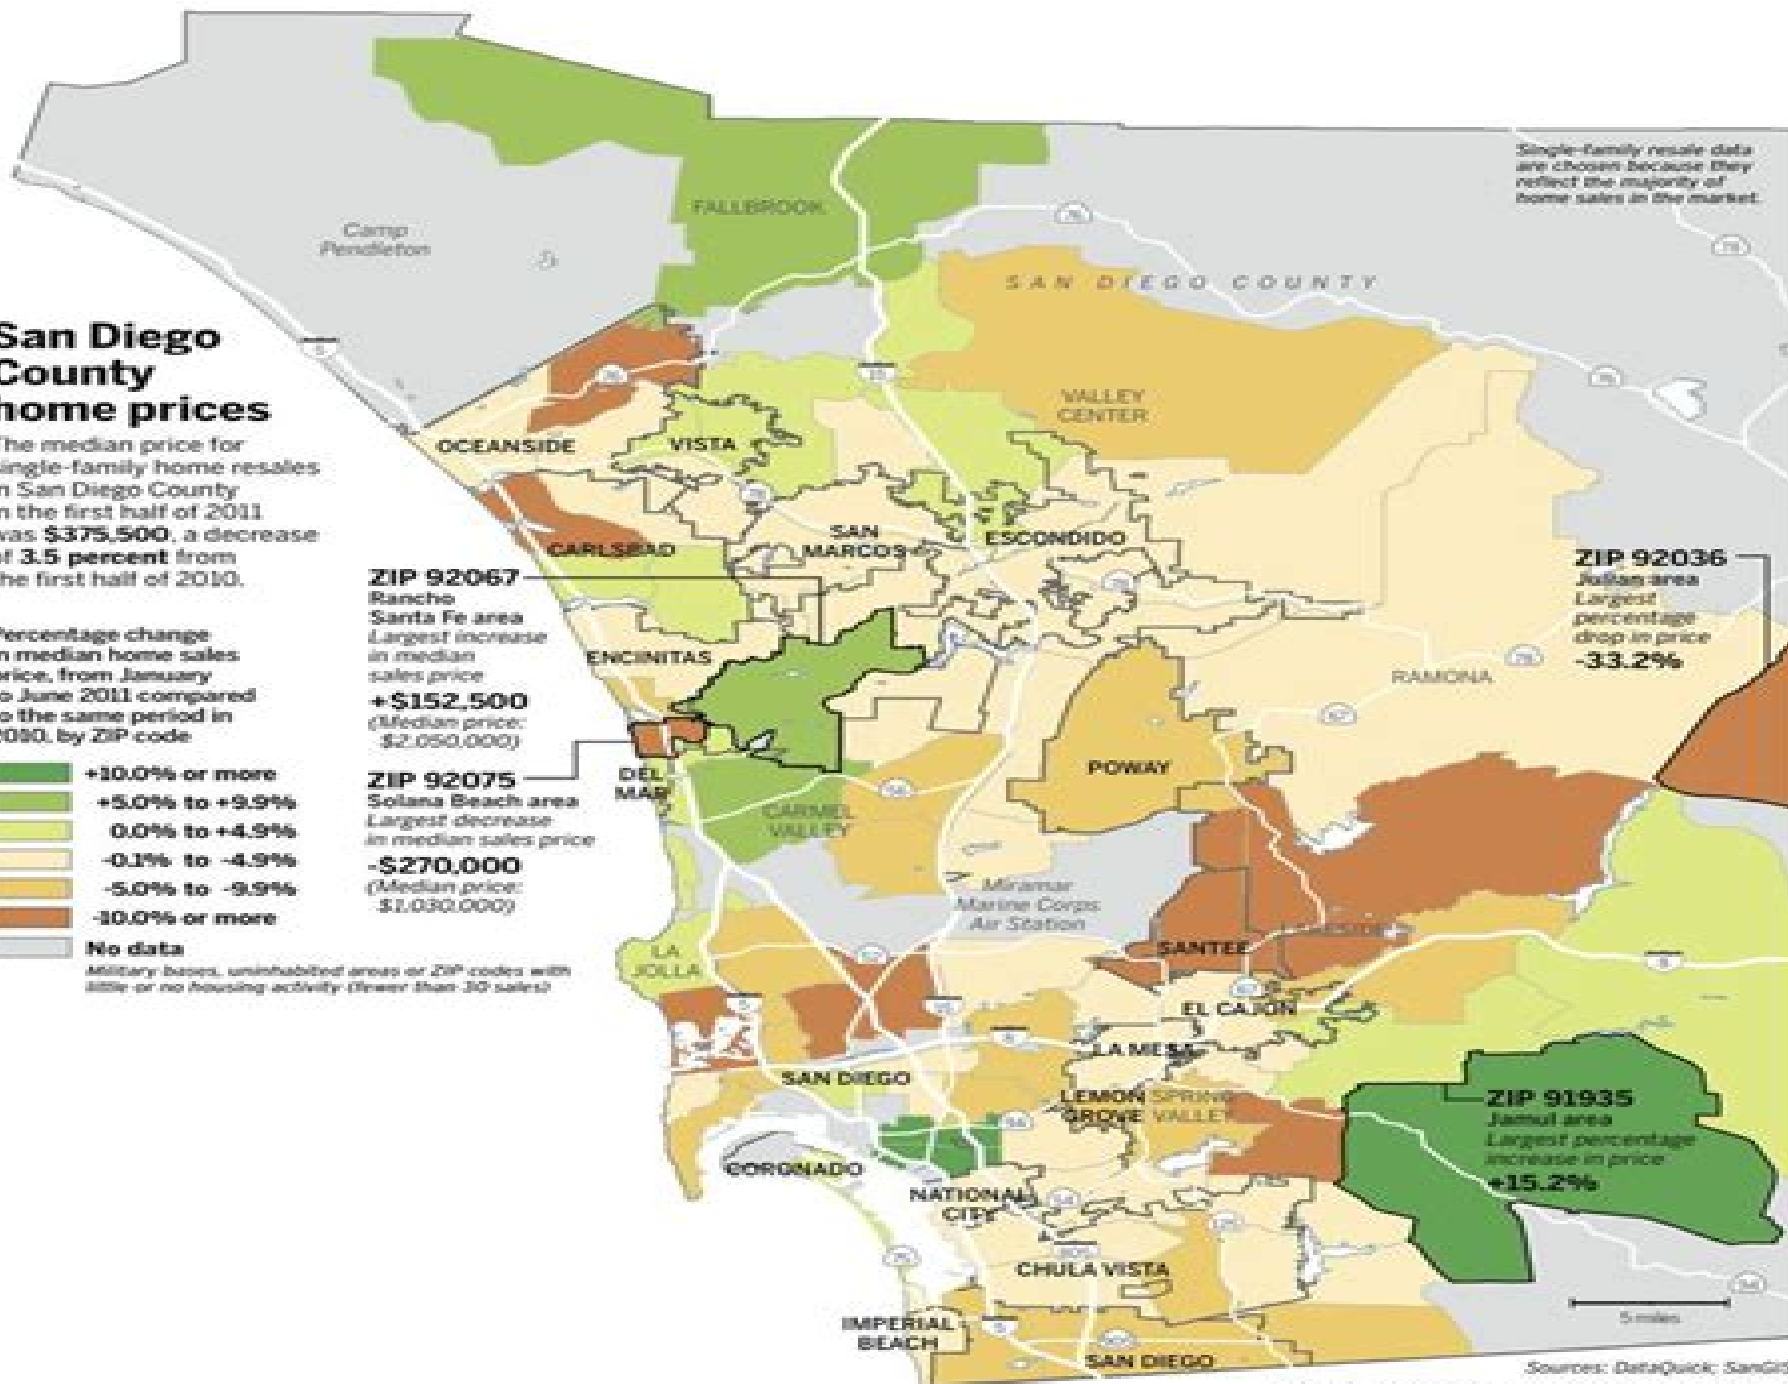 San Diego
County
home prices
The median price for
single-family home resales
in San Diego County
in the first half of 2011
was $375,500, a decrease
of 3.5 percent from
the first half of 2010.
Percentage change
in median home sales
price, from January
to June 2011 compared
to the same period in
2010, by ZIP code
+10.0% or more
+5.0% to +9.9%
0.0% to +4.9%
-0.1% to -4.9%
-5.0% to -9.9%
-10.0% or more
No data
Military bases, uninhabited areas or ZIP codes with
little or no housing activity (fewer than 30 sales)
Single-family resale data
are chosen because they
reflect the majority of
home sales in the market.
Camp
Pendleton
FALLBROOK
SAN DIEGO COUNTY
VALLEY
CENTER
OCEANSIDE
VISTA
CARLSBAD
SAN
MARCOS
ESCONDIDO
ZIP 92067
Rancho
Santa Fe area
Largest increase
in median
sales price
+$152,500
(Median price:
$2,050,000)
ENCINITAS
ZIP 92036
Julian area
Largest
percentage
drop in price
-33.2%
RAMONA
ZIP 92075
Solana Beach area
Largest decrease
in median sales price
-$270,000
(Median price:
$1,030,000)
DEL
MAR
CARMEL
VALLEY
POWAY
Miramar
Marine Corps
Air Station
LA
JOLLA
SANTEE
EL CAJON
LA MESA
SAN DIEGO
LEMON
GROVE
SPRING
VALLEY
ZIP 91935
Jamul area
Largest percentage
increase in price
+15.2%
CORONADO
NATIONAL
CITY
CHULA VISTA
IMPERIAL
BEACH
SAN DIEGO
5 miles
Sources: DataQuick; SanGIS
76
78
67
56
94